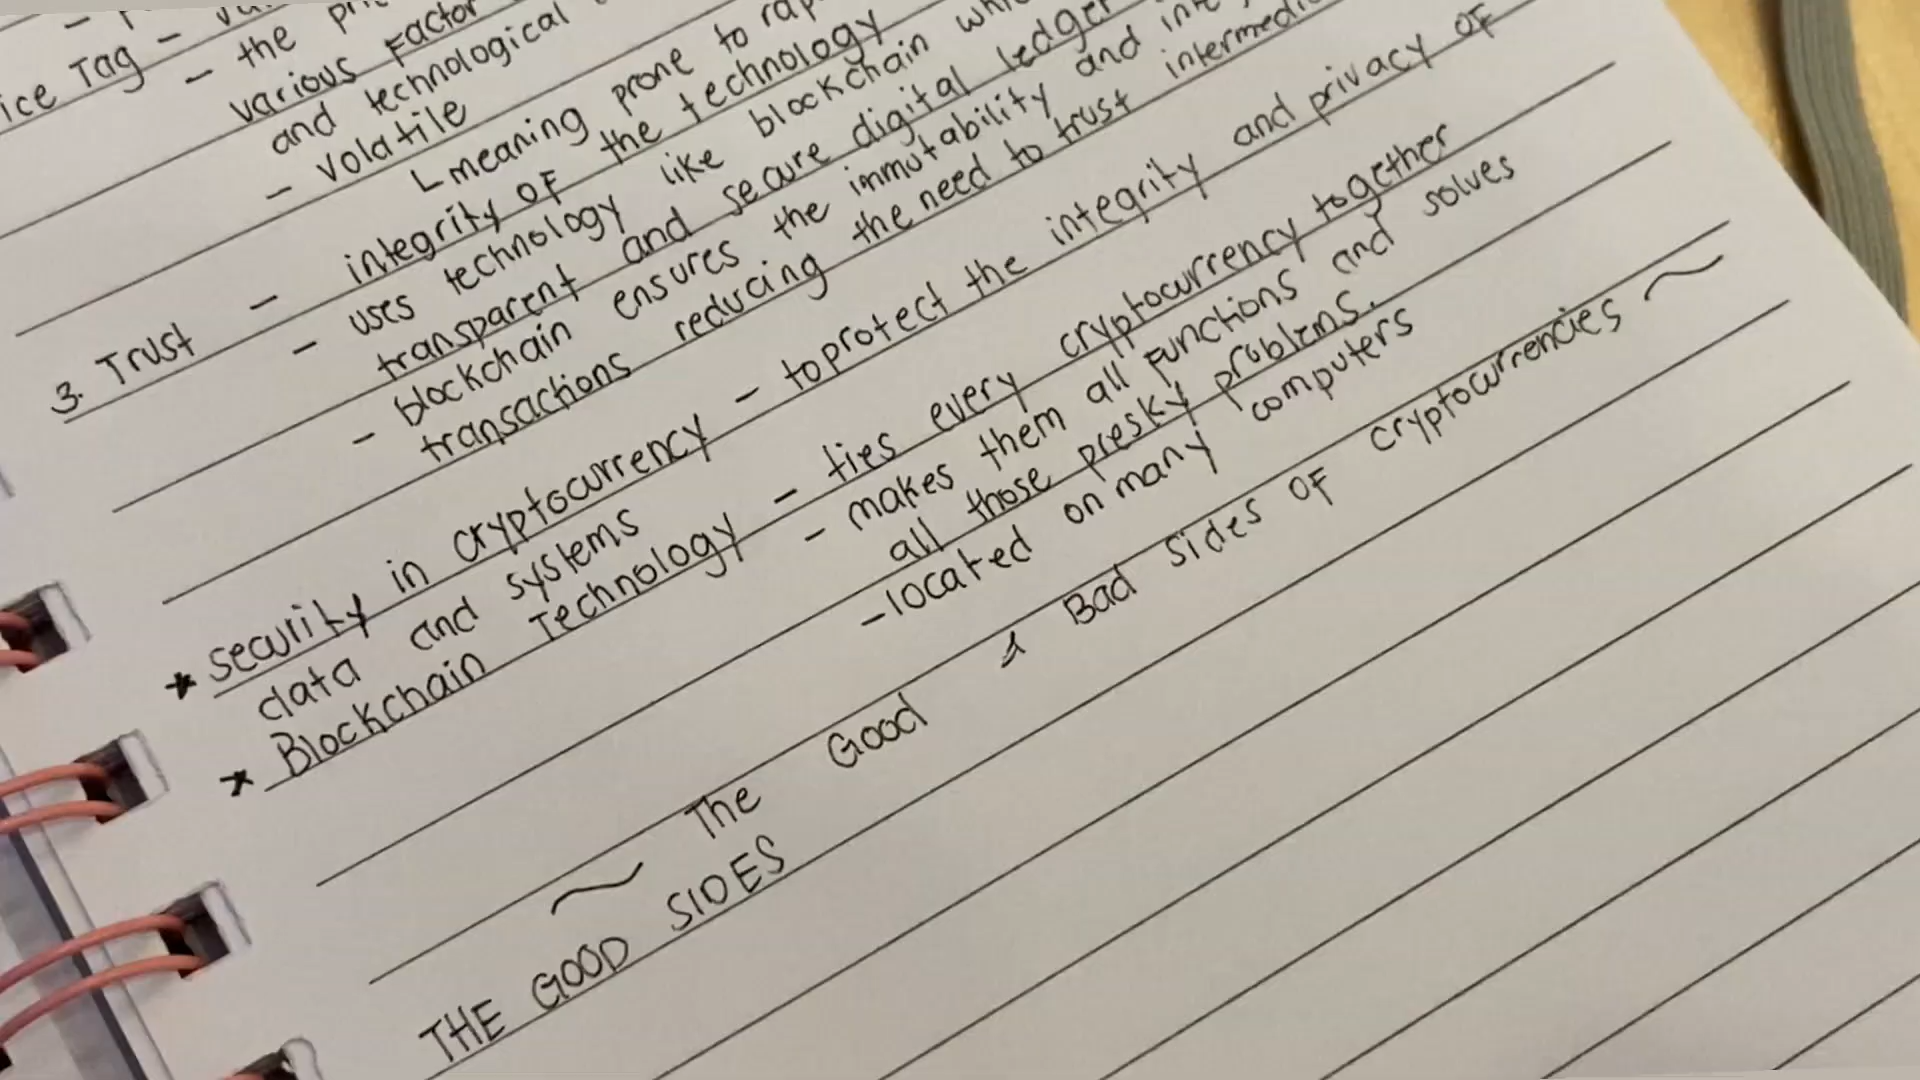 ice Tag -
- the
various Factor
and technological
- volatile
L meaning prone to
3. Trust - integrity of the technology
- uses technology like blockchain
transparent and secure digital ledger
- blockchain ensures the immutability and
transactions reducing the need to trust
* security in cryptocurrency - to protect the integrity and privacy of
data and systems
* Blockchain Technology - ties every cryptocurrency together
- makes them all functions and solves
all those presky problems.
- located on many computers
~ The Good & Bad sides of cryptocurrencies ~
THE GOOD SIDES